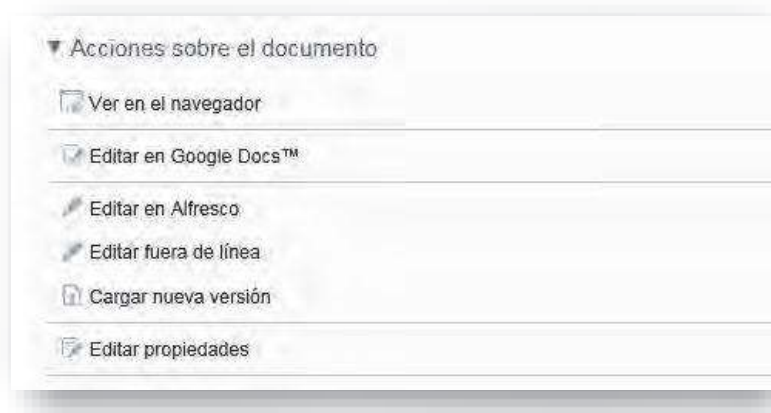 Acciones sobre el documento
Ver en el navegador
Editar en Google Docs™
Editar en Alfresco
Editar fuera de línea
Cargar nueva versión
Editar propiedades